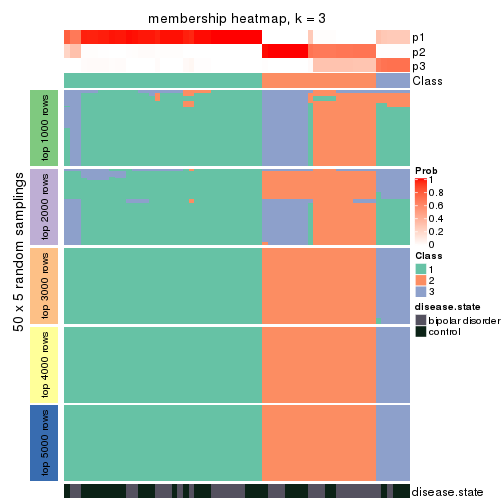 membership heatmap, k = 3
p1
p2
p3
Class
50 x 5 random samplings
top 1000 rows
top 2000 rows
top 3000 rows
top 4000 rows
top 5000 rows
Prob
1
0.8
0.6
0.4
0.2
0
Class
1
2
3
disease.state
bipolar disorder
control
disease.state